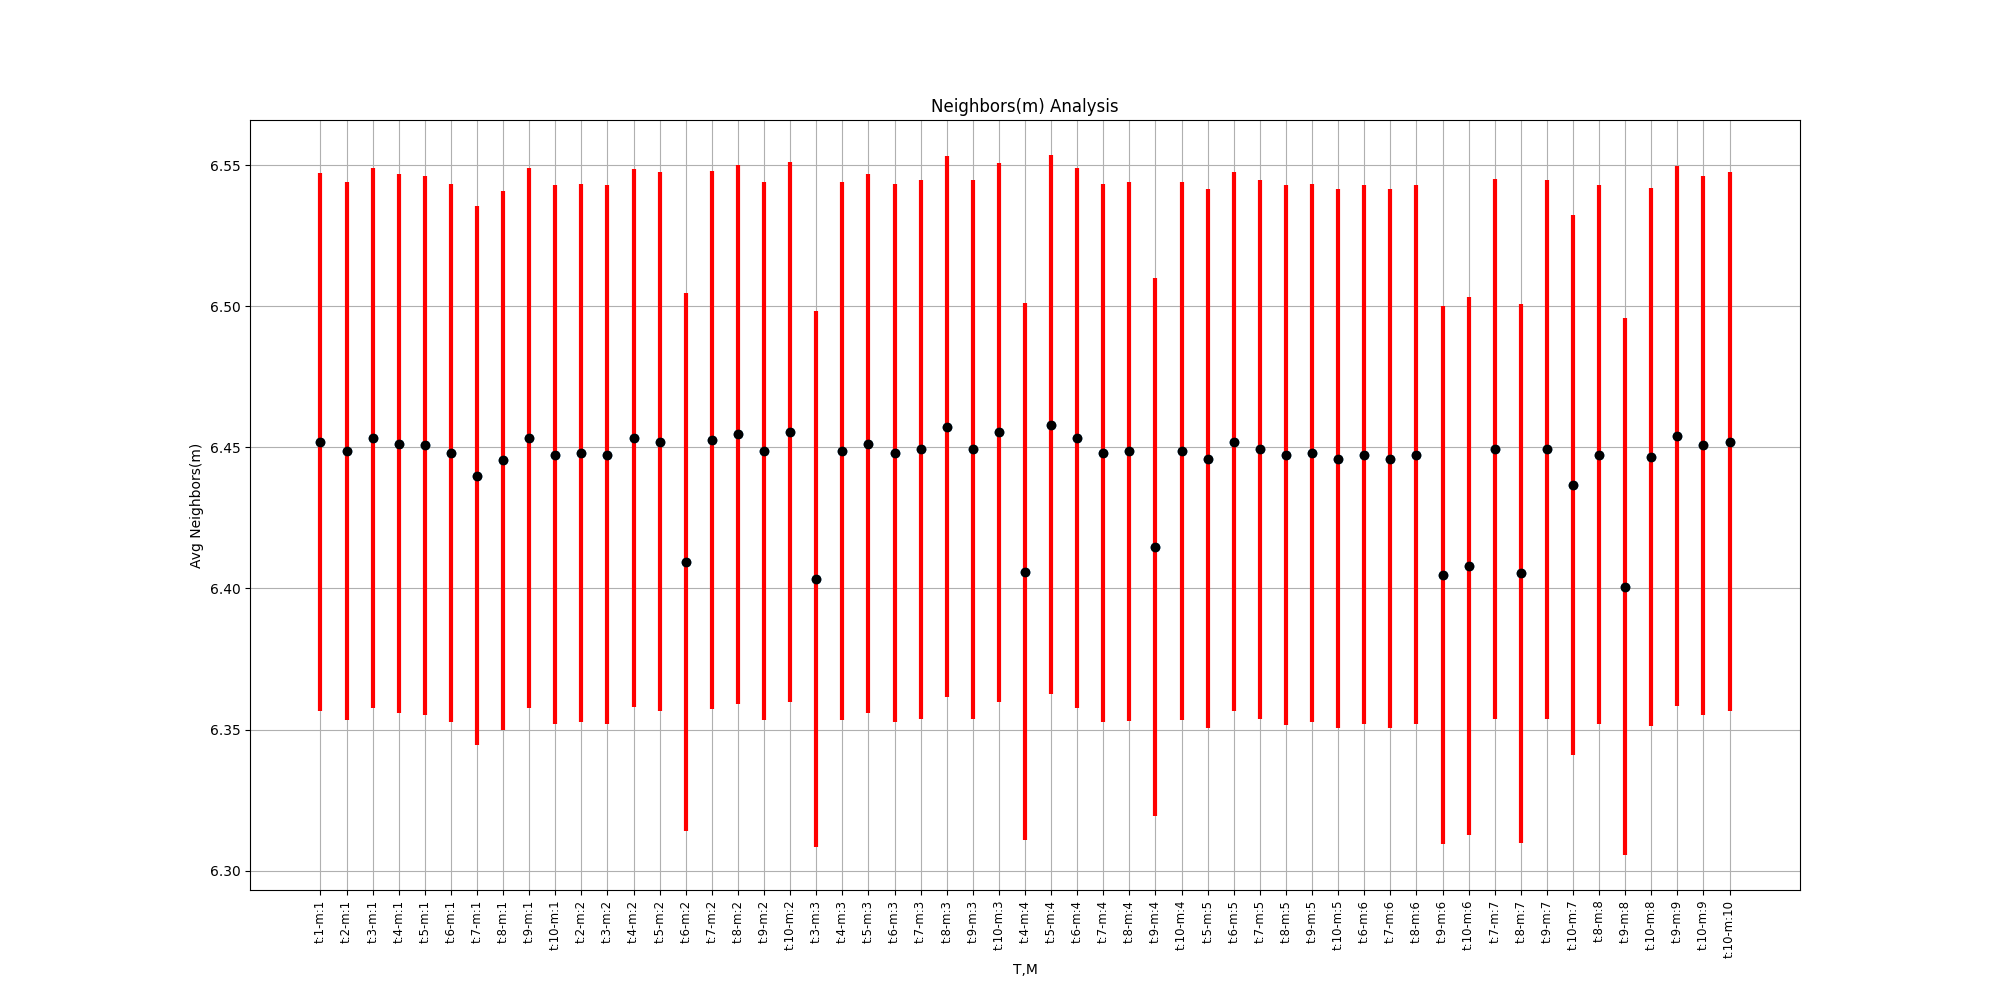 Neighbors(m) Analysis
6.55
6.50
6.45
6.40
6.35
6.30
Avg Neighbors(m)
t:1-m:1
t:2-m:1
t:3-m:1
t:4-m:1
t:5-m:1
t:6-m:1
t:7-m:1
t:8-m:1
t:9-m:1
t:10-m:1
t:2-m:2
t:3-m:2
t:4-m:2
t:5-m:2
t:6-m:2
t:7-m:2
t:8-m:2
t:9-m:2
t:10-m:2
t:3-m:3
t:4-m:3
t:5-m:3
t:6-m:3
t:7-m:3
t:8-m:3
t:9-m:3
t:10-m:3
t:4-m:4
t:5-m:4
t:6-m:4
t:7-m:4
t:8-m:4
t:9-m:4
t:10-m:4
t:5-m:5
t:6-m:5
t:7-m:5
t:8-m:5
t:9-m:5
t:10-m:5
t:6-m:6
t:7-m:6
t:8-m:6
t:9-m:6
t:10-m:6
t:7-m:7
t:8-m:7
t:9-m:7
t:10-m:7
t:8-m:8
t:9-m:8
t:10-m:8
t:9-m:9
t:10-m:9
t:10-m:10
T,M